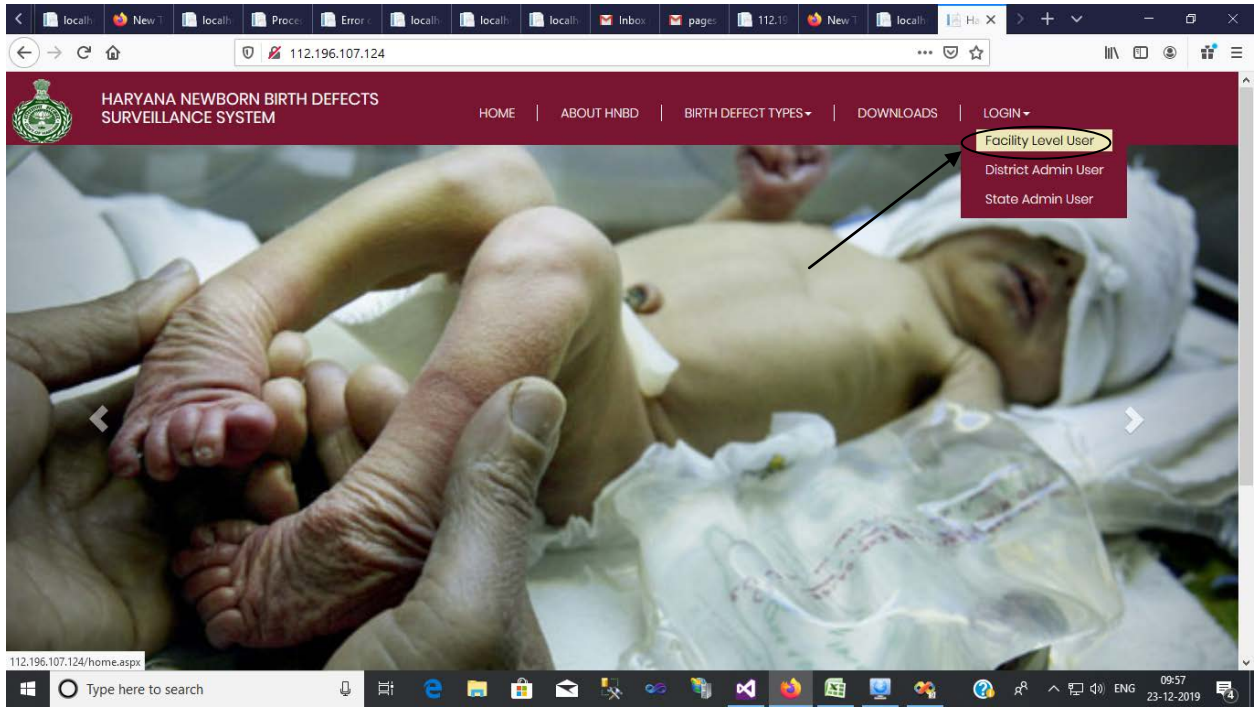 localh
New T
localh
Proce
Error c
localh
localh
localh
Inbox
pages
112.19
New T
localh
Ha
112.196.107.124
HARYANA NEWBORN BIRTH DEFECTS
SURVEILLANCE SYSTEM
HOME
ABOUT HNBD
BIRTH DEFECT TYPES
DOWNLOADS
LOGIN
Facility Level User
District Admin User
State Admin User
112.196.107.124/home.aspx
Type here to search
ENG
09:57
23-12-2019
4